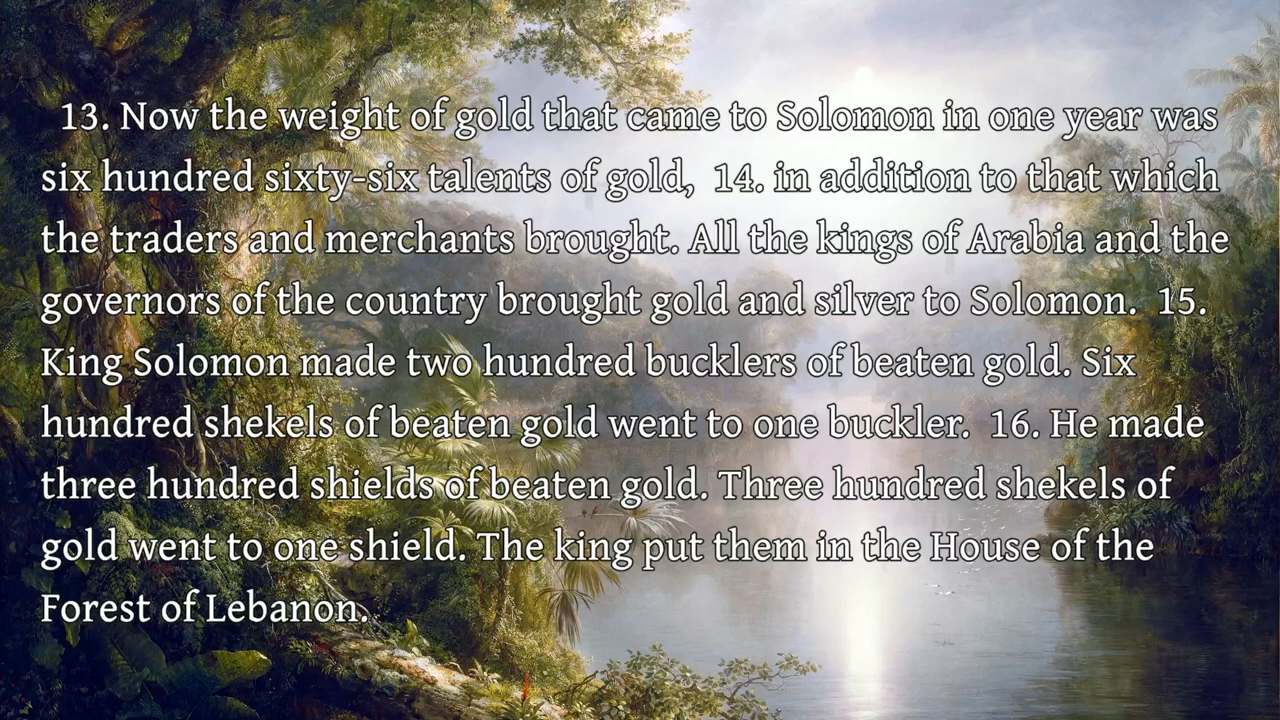 13. Now the weight of gold that came to Solomon in one year was
six hundred sixty-six talents of gold, 14. in addition to that which
the traders and merchants brought. All the kings of Arabia and the
governors of the country brought gold and silver to Solomon. 15.
King Solomon made two hundred bucklers of beaten gold. Six
hundred shekels of beaten gold went to one buckler. 16. He made
three hundred shields of beaten gold. Three hundred shekels of
gold went to one shield. The king put them in the House of the
Forest of Lebanon.